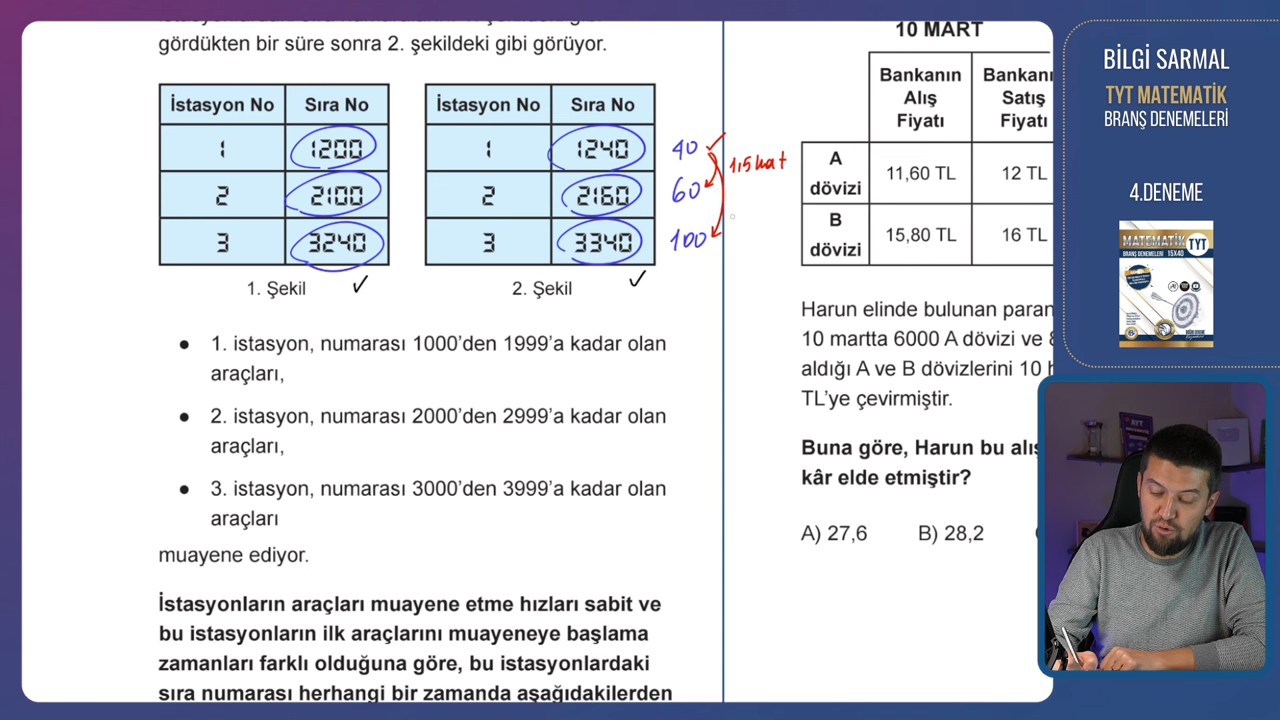 gördükten bir süre sonra 2. şekildeki gibi görüyor.
İstasyon No Sıra No
1 1200
2 2100
3 3240
1. Şekil ✓
İstasyon No Sıra No
1 1240
2 2160
3 3340
2. Şekil ✓
40
60
100
1,5 kat
• 1. istasyon, numarası 1000'den 1999'a kadar olan
araçları,
• 2. istasyon, numarası 2000'den 2999'a kadar olan
araçları,
• 3. istasyon, numarası 3000'den 3999'a kadar olan
araçları
muayene ediyor.
İstasyonların araçları muayene etme hızları sabit ve
bu istasyonların ilk araçlarını muayeneye başlama
zamanları farklı olduğuna göre, bu istasyonlardaki
sıra numarası herhangi bir zamanda aşağıdakilerden
10 MART
Bankanın
Alış
Fiyatı
Satış
Fiyatı
A
dövizi
11,60 TL 12 TL
B
dövizi
15,80 TL 16 TL
Harun elinde bulunan
10 martta 6000 A dövizi ve
aldığı A ve B dövizlerini 10
TL'ye çevirmiştir.
Buna göre, Harun bu
kâr elde etmiştir?
A) 27,6 B) 28,2
BİLGİ SARMAL
TYT MATEMATİK
BRANŞ DENEMELERİ
4.DENEME
MATEMATİK TYT
BRANŞ DENEMELERİ 15X40